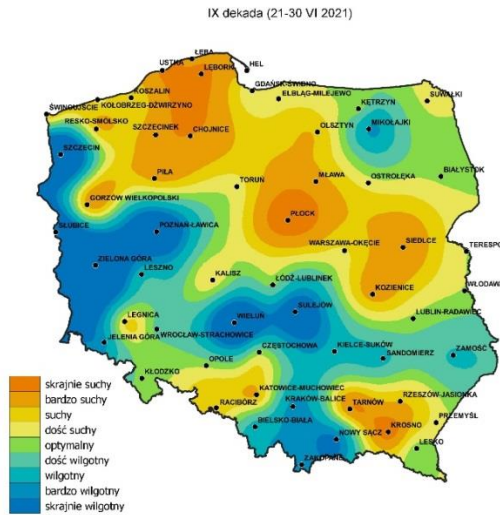 IX dekada (21-30 VI 2021)
ŁEBA
USTKA
LĘBORK
HEL
KOSZALIN
GDAŃSK-ŚWIBNO
ELBLĄG-MILEJEWO
SUWAŁKI
ŚWINOUJŚCIE
KOŁOBRZEG-DŹWIRZYNO
KĘTRZYN
RESKO-SMÓLSKO
SZCZECINEK
CHOJNICE
OLSZTYN
MIKOŁAJKI
SZCZECIN
PIŁA
TORUŃ
MŁAWA
OSTROŁĘKA
BIAŁYSTOK
GORZÓW WIELKOPOLSKI
PŁOCK
SŁUBICE
POZNAŃ-ŁAWICA
WARSZAWA-OKĘCIE
SIEDLCE
TERESPOL
ZIELONA GÓRA
LESZNO
KALISZ
ŁÓDŹ-LUBLINEK
KOZIENICE
WŁODAWA
LEGNICA
WIELUŃ
SULEJÓW
LUBLIN-RADAWIEC
JELENIA GÓRA
WROCŁAW-STRACHOWICE
CZĘSTOCHOWA
KIELCE-SUKÓW
SANDOMIERZ
ZAMOŚĆ
KŁODZKO
OPOLE
KATOWICE-MUCHOWIEC
RACIBÓRZ
KRAKÓW-BALICE
TARNÓW
RZESZÓW-JASIONKA
BIELSKO-BIAŁA
NOWY SĄCZ
KROSNO
PRZEMYŚL
LESKO
ZAKOPANE
skrajnie suchy
bardzo suchy
suchy
dość suchy
optymalny
dość wilgotny
wilgotny
bardzo wilgotny
skrajnie wilgotny